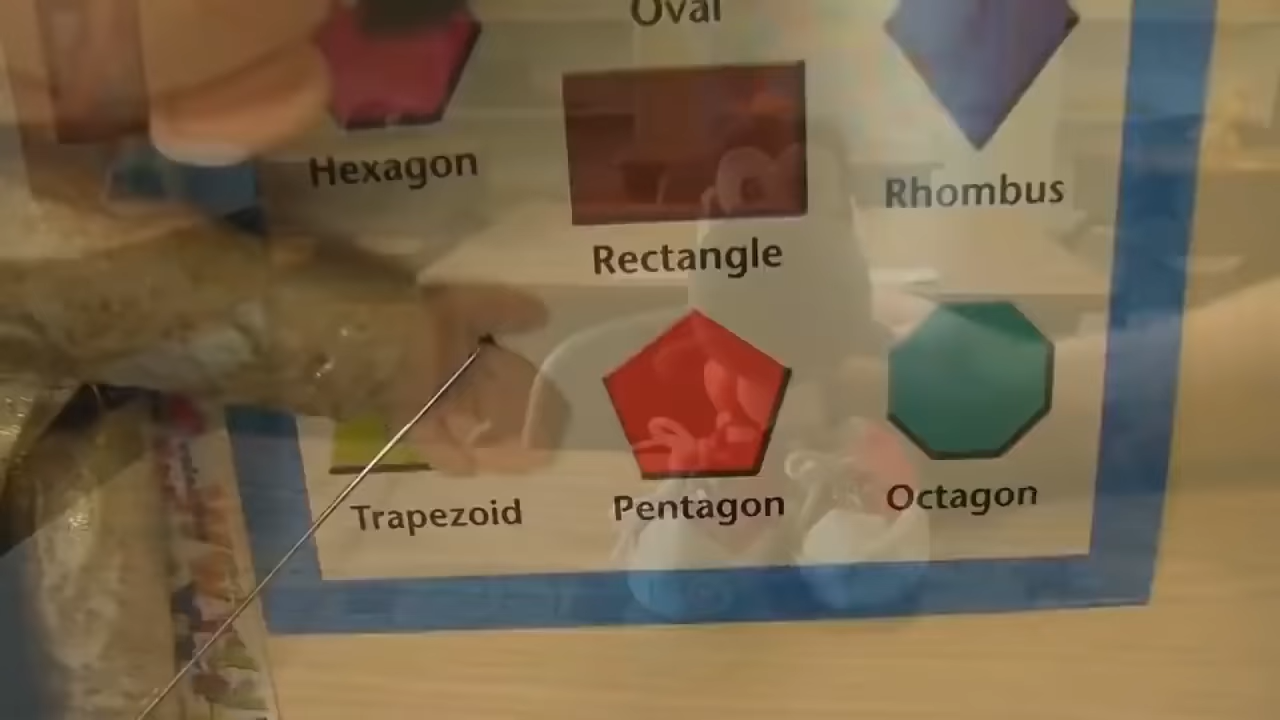 Oval
Hexagon
Rhombus
Rectangle
Trapezoid
Pentagon
Octagon